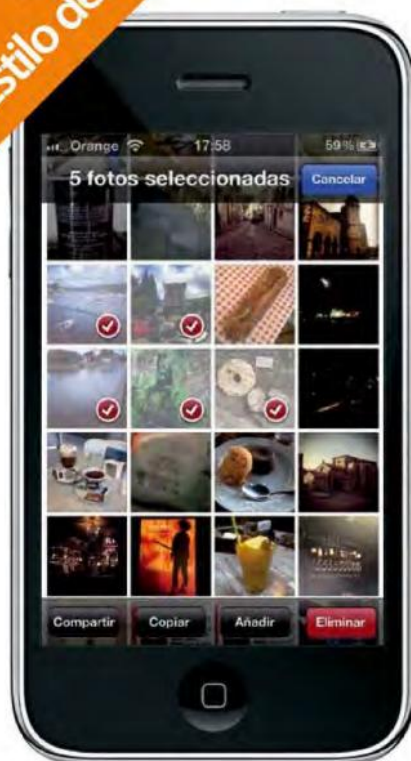 stilo de
Orange 17:58 59%
5 fotos seleccionadas Cancelar
Compartir Copiar Añadir Eliminar